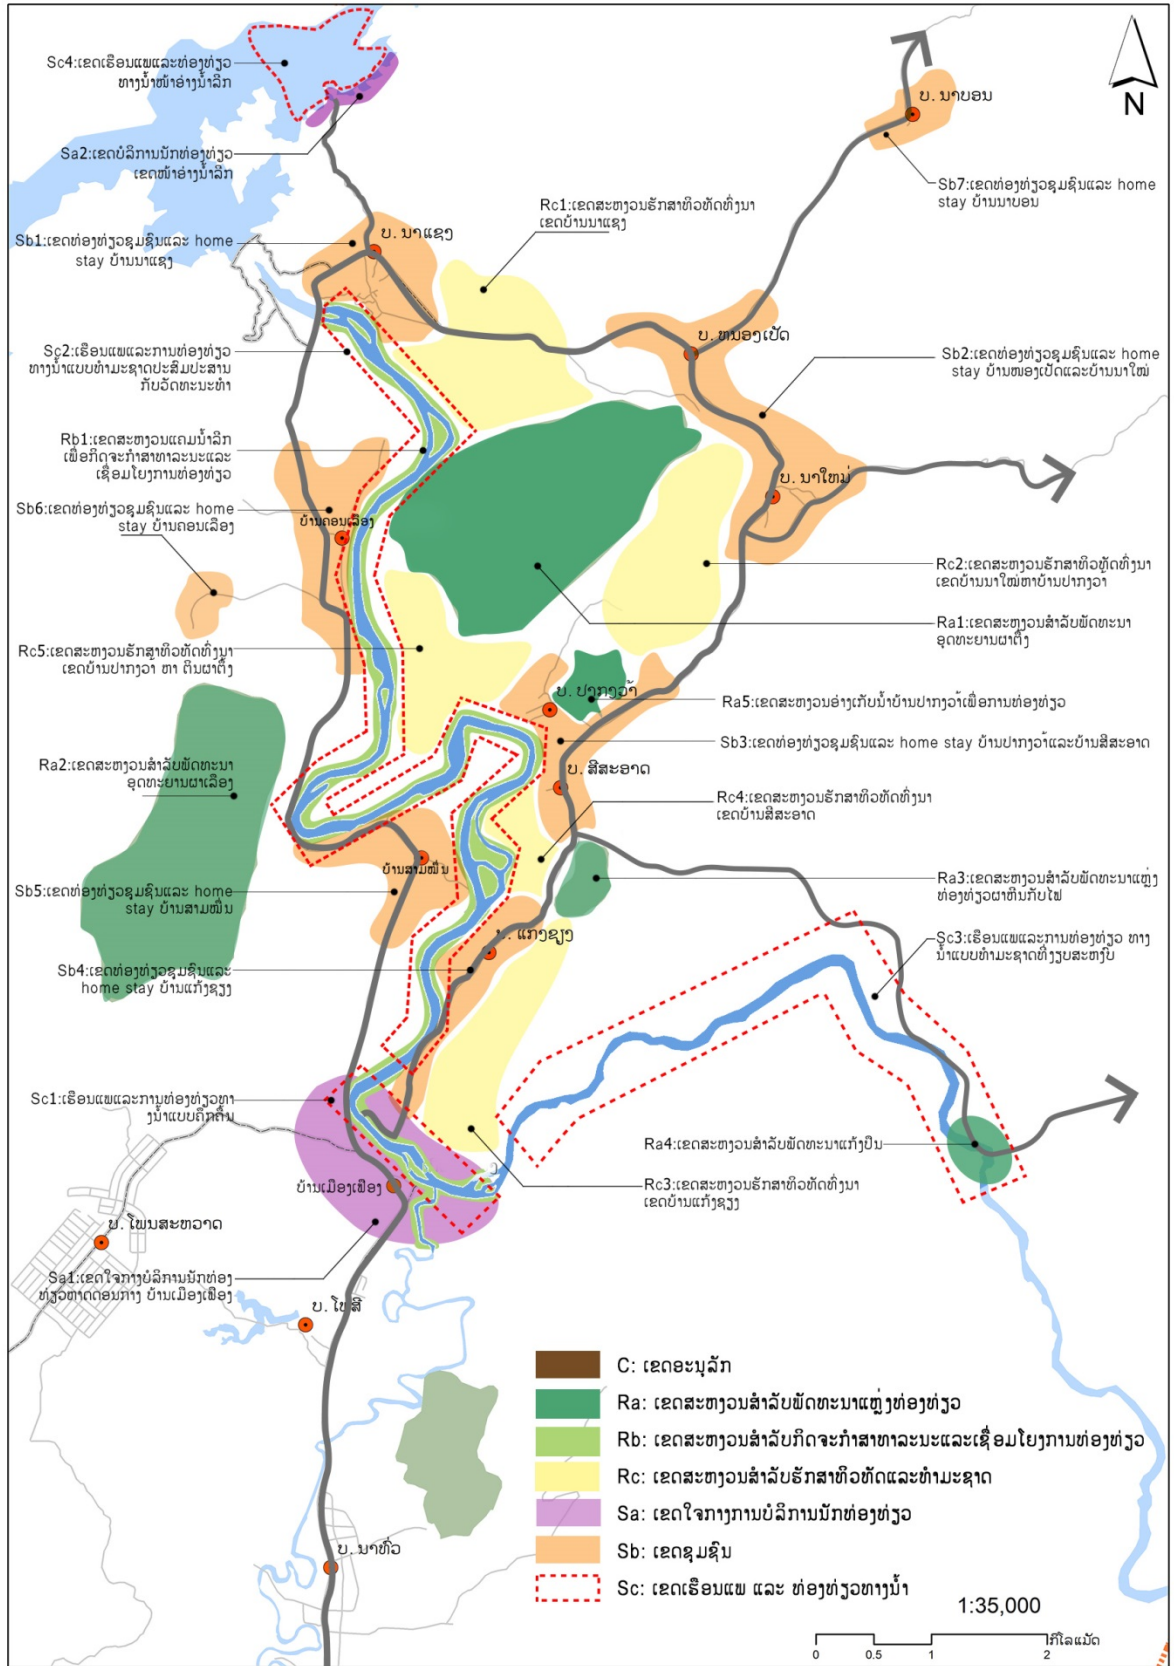 Sc4:ເຂດເຮືອນແພແລະທ່ອງທ່ຽວ
ທາງນ້ຳໜ້າອ່າງນ້ຳລີກ
Sa2:ເຂດບໍລິການນັກທ່ອງທ່ຽວ
ເຂດໜ້າອ່າງນ້ຳລີກ
N
ບ. ນາບອນ
Sb7:ເຂດທ່ອງທ່ຽວຊຸມຊົນແລະ home
stay ບ້ານນາບອນ
Rc1:ເຂດສະຫງວນຮັກສາທິວທັດທົ່ງນາ
ເຂດບ້ານນາແຊງ
Sb1:ເຂດທ່ອງທ່ຽວຊຸມຊົນແລະ home
stay ບ້ານນາແຊງ
ບ. ນາແຊງ
ບ. ຫນອງເປັດ
Sc2:ເຮືອນແພແລະການທ່ອງທ່ຽວ
ທາງນ້ຳແບບທຳມະຊາດປະສົມປະສານ
ກັບວັດທະນະທຳ
Sb2:ເຂດທ່ອງທ່ຽວຊຸມຊົນແລະ home
stay ບ້ານໜອງເປັດແລະບ້ານນາໃໝ່
Rb1:ເຂດສະຫງວນແຄມນ້ຳລີກ
ເພື່ອກິດຈະກຳສາທາລະນະແລະ
ເຊື່ອມໂຍງການທ່ອງທ່ຽວ
ບ. ນາໃຫມ່
Sb6:ເຂດທ່ອງທ່ຽວຊຸມຊົນແລະ home
stay ບ້ານດອນເລືອງ
ບ້ານດອນເລືອງ
Rc2:ເຂດສະຫງວນຮັກສາທິວທັດທົ່ງນາ
ເຂດບ້ານນາໃໝ່ຫາບ້ານປາກງວ້າ
Ra1:ເຂດສະຫງວນສຳລັບພັດທະນາ
ອຸດທະຍານຜາຕັ້ງ
Rc5:ເຂດສະຫງວນຮັກສາທິວທັດທົ່ງນາ
ເຂດບ້ານປາກງວ້າ ຫາ ຕີນຜາຕັ້ງ
ບ. ປາກງວ້າ
Ra5:ເຂດສະຫງວນອ່າງເກັບນ້ຳບ້ານປາກງວ້າເພື່ອການທ່ອງທ່ຽວ
Sb3:ເຂດທ່ອງທ່ຽວຊຸມຊົນແລະ home stay ບ້ານປາກງວ້າແລະບ້ານສີສະອາດ
Ra2:ເຂດສະຫງວນສຳລັບພັດທະນາ
ອຸດທະຍານຜາເລືອງ
ບ. ສີສະອາດ
Rc4:ເຂດສະຫງວນຮັກສາທິວທັດທົ່ງນາ
ເຂດບ້ານສີສະອາດ
ບ້ານສາມໝື່ນ
Sb5:ເຂດທ່ອງທ່ຽວຊຸມຊົນແລະ home
stay ບ້ານສາມໝື່ນ
Ra3:ເຂດສະຫງວນສຳລັບພັດທະນາແຫຼ່ງ
ທ່ອງທ່ຽວຜາຫີນກັບໄຟ
Sc3:ເຮືອນແພແລະການທ່ອງທ່ຽວ ທາງ
ນ້ຳແບບທຳມະຊາດທີ່ງຽບສະຫງົບ
ບ. ແກງຊຽງ
Sb4:ເຂດທ່ອງທ່ຽວຊຸມຊົນແລະ
home stay ບ້ານແກ້ງຊຽງ
Sc1:ເຮືອນແພແລະການທ່ອງທ່ຽວທາ
ງນ້ຳແບບຄຶກຄື້ນ
Ra4:ເຂດສະຫງວນສຳລັບພັດທະນາແກ້ງປືນ
ບ້ານເມືອງເຟືອງ
Rc3:ເຂດສະຫງວນຮັກສາທິວທັດທົ່ງນາ
ເຂດບ້ານແກ້ງຊຽງ
ບ. ໂພນສະຫວາດ
Sa1:ເຂດໃຈກາງບໍລິການນັກທ່ອງ
ທ່ຽວຫາດດອນກາງ ບ້ານເມືອງເຟືອງ
ບ. ໂພສີ
C: ເຂດອະນຸລັກ
Ra: ເຂດສະຫງວນສຳລັບພັດທະນາແຫຼ່ງທ່ອງທ່ຽວ
Rb: ເຂດສະຫງວນສຳລັບກິດຈະກຳສາທາລະນະແລະເຊື່ອມໂຍງການທ່ອງທ່ຽວ
Rc: ເຂດສະຫງວນສຳລັບຮັກສາທິວທັດແລະທຳມະຊາດ
Sa: ເຂດໃຈກາງການບໍລິການນັກທ່ອງທ່ຽວ
Sb: ເຂດຊຸມຊົນ
Sc: ເຂດເຮືອນແພ ແລະ ທ່ອງທ່ຽວທາງນ້ຳ
ບ. ນາທົ່ວ
1:35,000
ກີໂລແມັດ
0 0.5 1 2